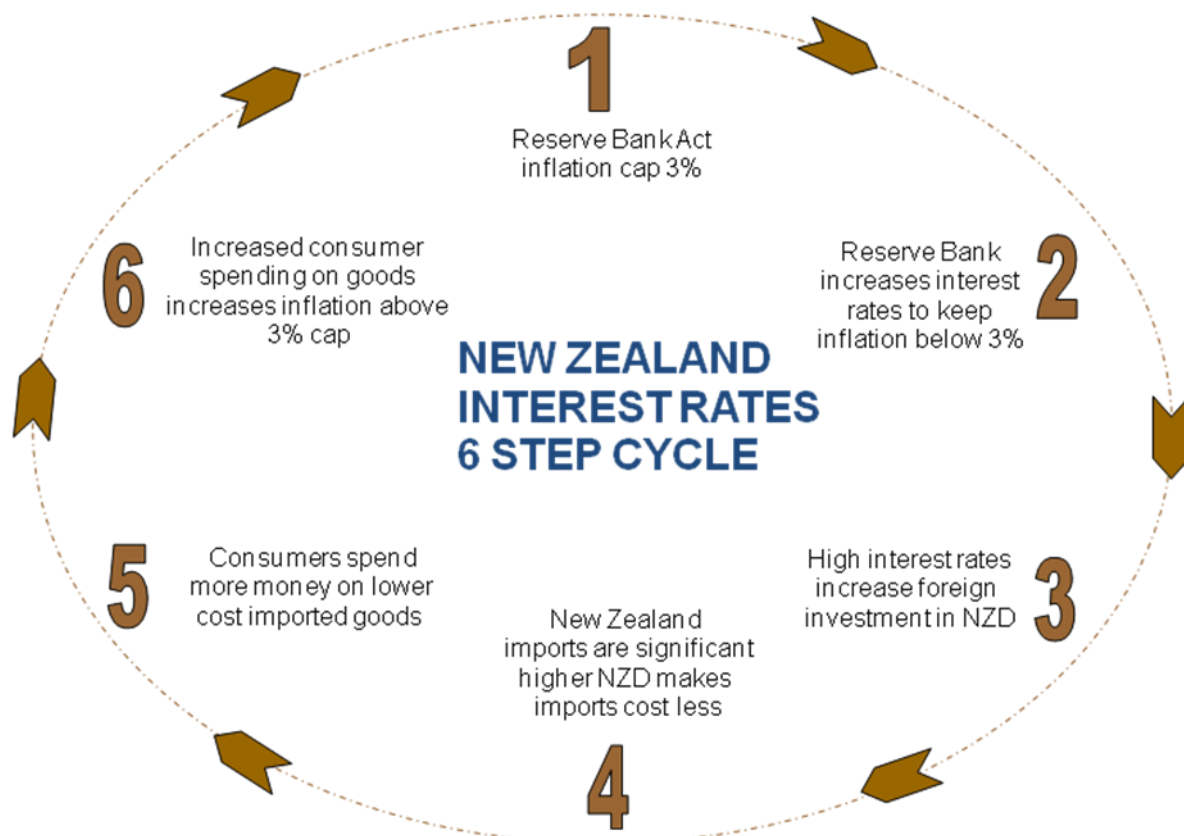 1
Reserve Bank Act
inflation cap 3%
2
Reserve Bank
increases interest
rates to keep
inflation below 3%
3
High interest rates
increase foreign
investment in NZD
4
New Zealand
imports are significant
higher NZD makes
imports cost less
5
Consumers spend
more money on lower
cost imported goods
6
Increased consumer
spending on goods
increases inflation above
3% cap
NEW ZEALAND
INTEREST RATES
6 STEP CYCLE